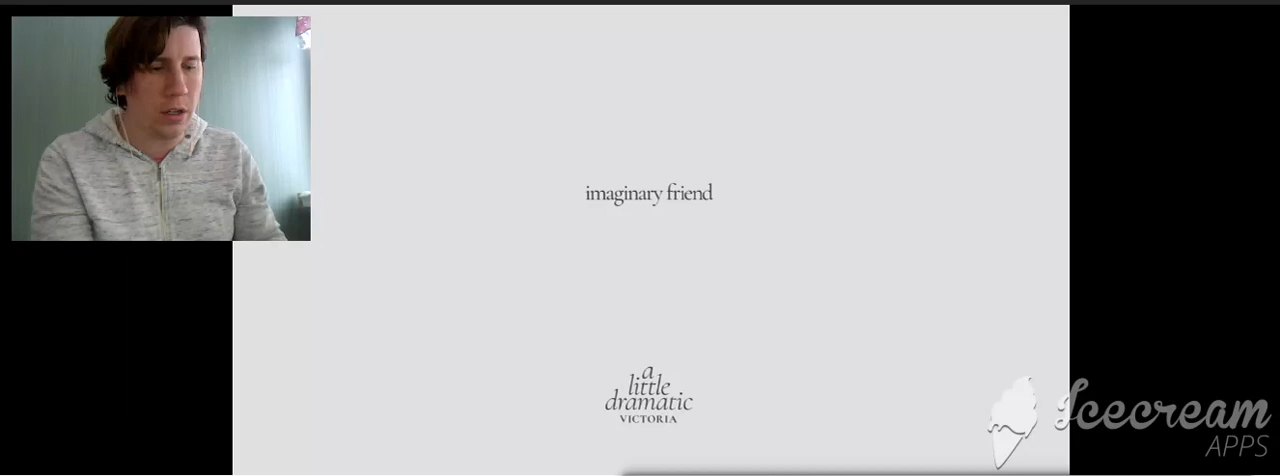 imaginary friend
a
little
dramatic
VICTORIA
Icecream
APPS